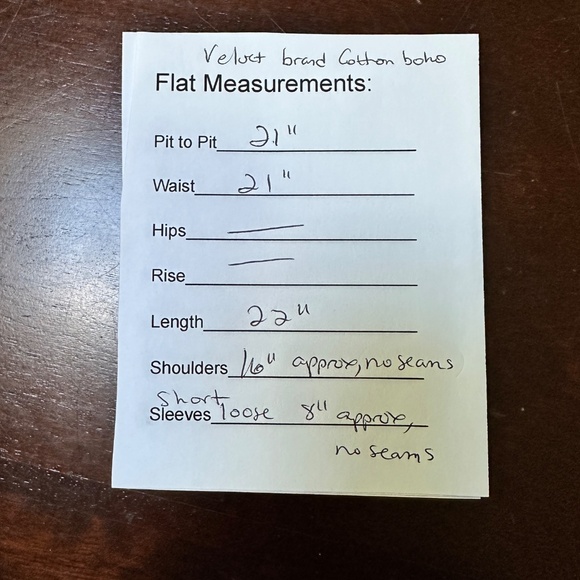 Velvet brand Cotton boho
Flat Measurements:
Pit to Pit 21"
Waist 21"
Hips —
Rise —
Length 22"
Shoulders 16" approx, no seams
Short
Sleeves loose 8" approx,
no seams